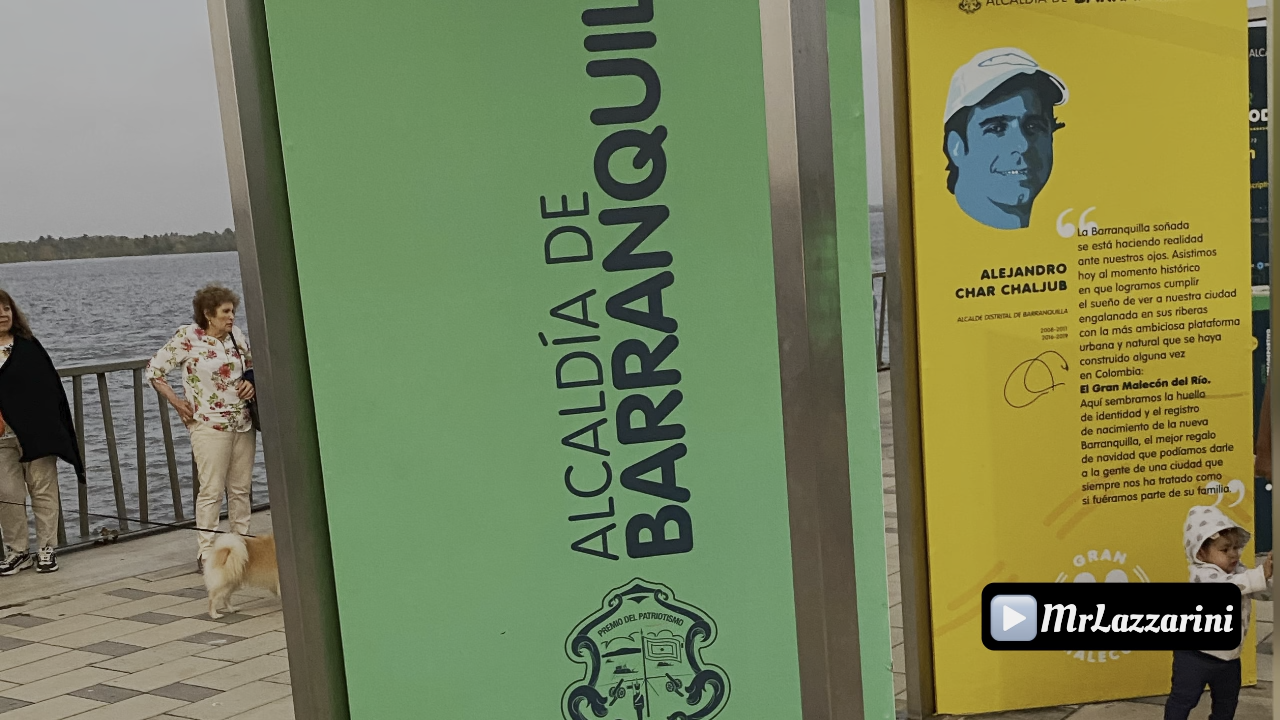 ALCALDÍA DE
BARRANQUIL
PREMIO DEL PATRIOTISMO
ALCALDÍA DE
ALEJANDRO
CHAR CHALJUB
ALCALDE DISTRITAL DE BARRANQUILLA
2008-2011
2016-2019
“La Barranquilla soñada
se está haciendo realidad
ante nuestros ojos. Asistimos
hoy al momento histórico
en que logramos cumplir
el sueño de ver a nuestra ciudad
engalanada en sus riberas
con la más ambiciosa plataforma
urbana y natural que se haya
construido alguna vez
en Colombia:
El Gran Malecón del Río.
Aquí sembramos la huella
de identidad y el registro
de nacimiento de la nueva
Barranquilla, el mejor regalo
de navidad que podíamos darle
a la gente de una ciudad que
siempre nos ha tratado como
si fuéramos parte de su familia.”
GRAN
MrLazzarini